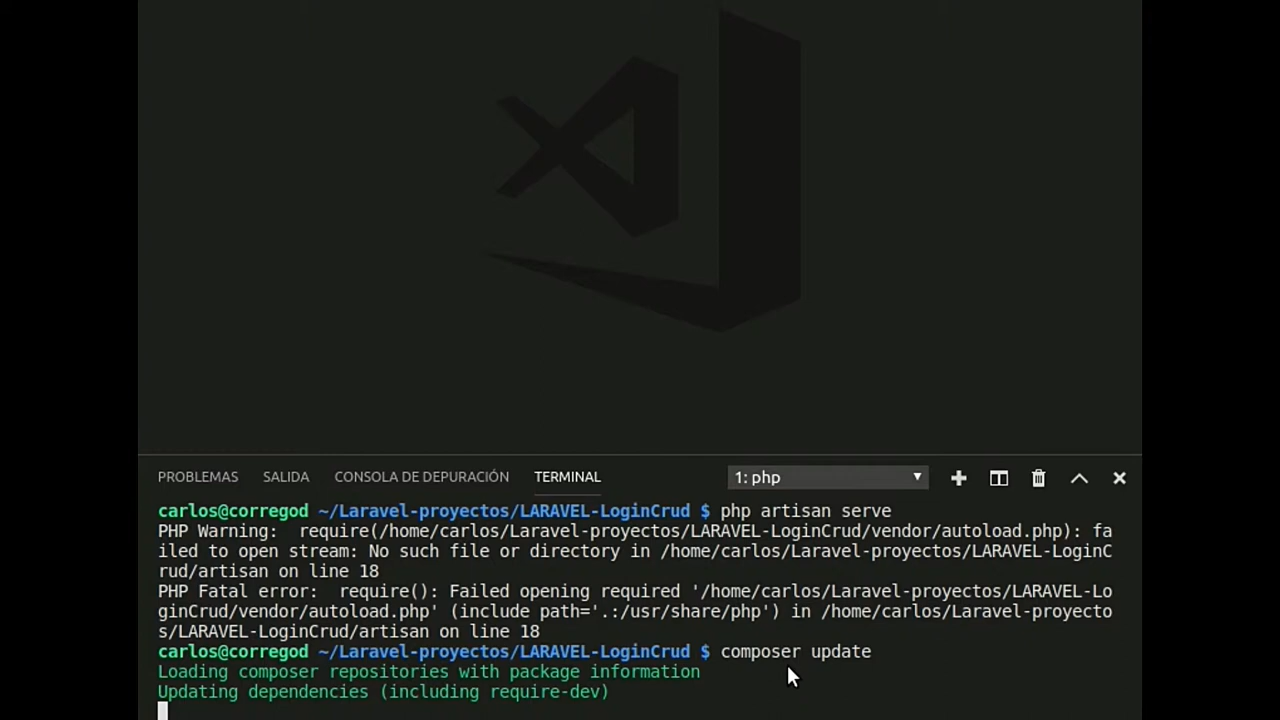 PROBLEMAS SALIDA CONSOLA DE DEPURACIÓN TERMINAL 1: php
carlos@corregod ~/Laravel-proyectos/LARAVEL-LoginCrud $ php artisan serve
PHP Warning:  require(/home/carlos/Laravel-proyectos/LARAVEL-LoginCrud/vendor/autoload.php): fa
iled to open stream: No such file or directory in /home/carlos/Laravel-proyectos/LARAVEL-LoginC
rud/artisan on line 18
PHP Fatal error:  require(): Failed opening required '/home/carlos/Laravel-proyectos/LARAVEL-Lo
ginCrud/vendor/autoload.php' (include path='.:/usr/share/php') in /home/carlos/Laravel-proyecto
s/LARAVEL-LoginCrud/artisan on line 18
carlos@corregod ~/Laravel-proyectos/LARAVEL-LoginCrud $ composer update
Loading composer repositories with package information
Updating dependencies (including require-dev)